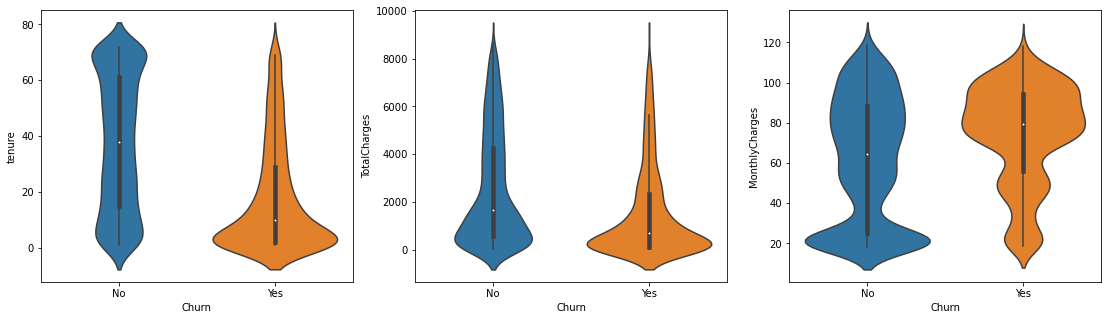 tenure
80
60
40
20
0
No
Yes
Churn
TotalCharges
10000
8000
6000
4000
2000
0
No
Yes
Churn
MonthlyCharges
120
100
80
60
40
20
No
Yes
Churn